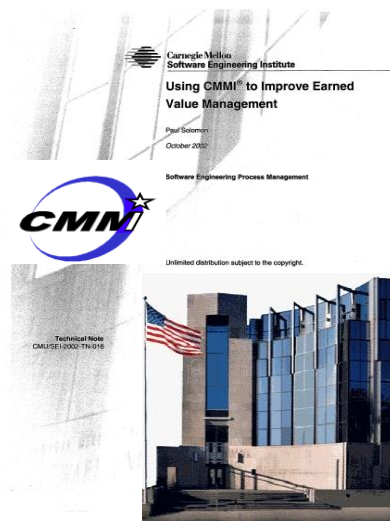 Carnegie Mellon
Software Engineering Institute
Using CMMI® to Improve Earned
Value Management
Paul Solomon
October 2002
Software Engineering Process Management
CMMI
Unlimited distribution subject to the copyright.
Technical Note
CMU/SEI-2002-TN-016